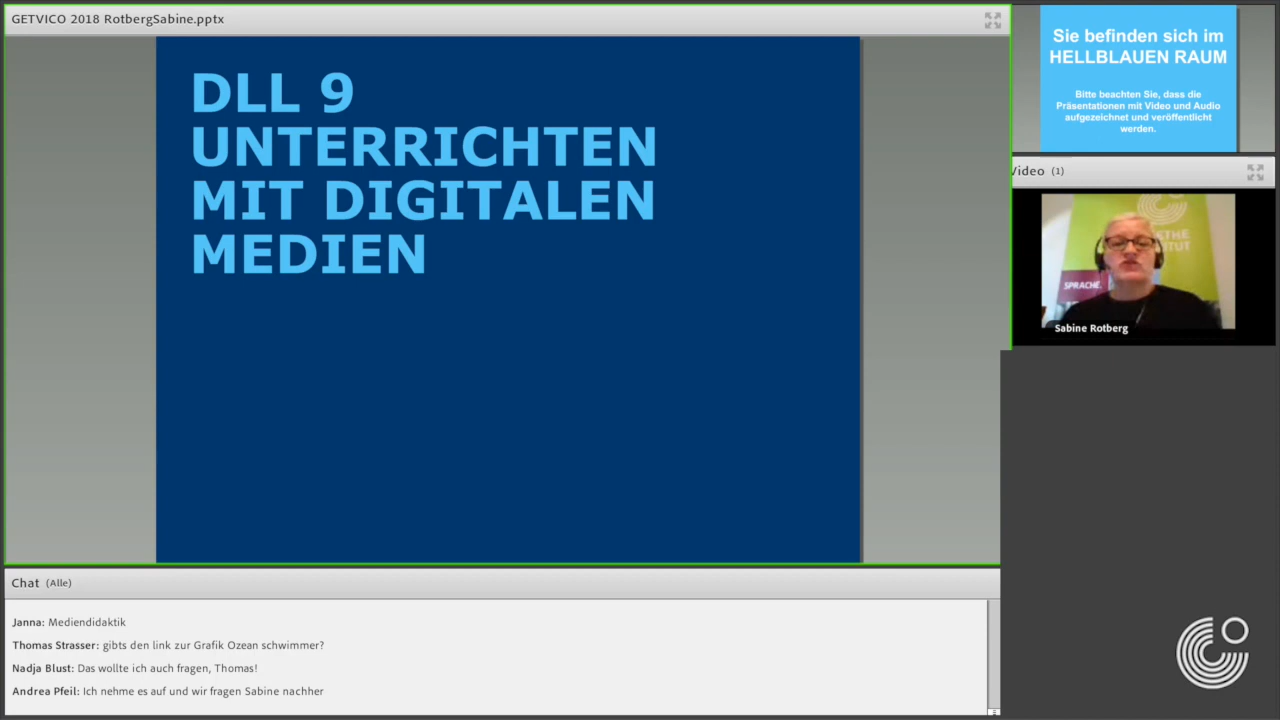 GETVICO 2018 RotbergSabine.pptx
DLL 9
UNTERRICHTEN
MIT DIGITALEN
MEDIEN
Sie befinden sich im
HELLBLAUEN RAUM
Bitte beachten Sie, dass die
Präsentationen mit Video und Audio
aufgezeichnet und veröffentlicht
werden.
Video (1)
SPRACHE.
Sabine Rotberg
Chat (Alle)
Janna: Mediendidaktik
Thomas Strasser: gibts den link zur Grafik Ozean schwimmer?
Nadja Blust: Das wollte ich auch fragen, Thomas!
Andrea Pfeil: Ich nehme es auf und wir fragen Sabine nachher